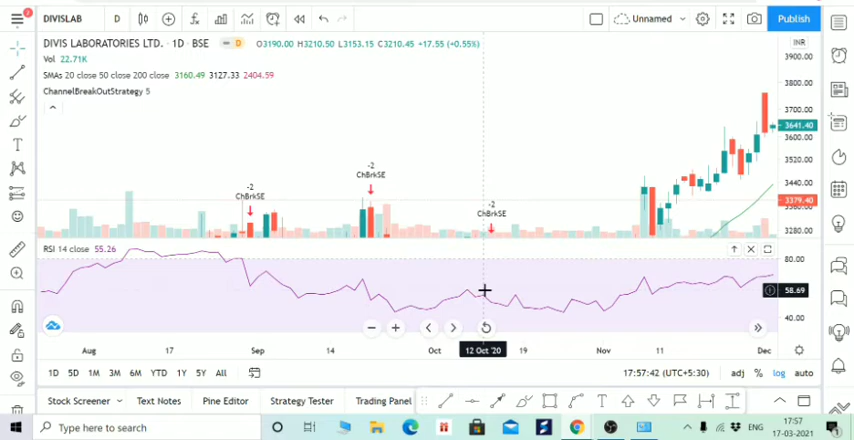 DIVISLAB D Unnamed Publish
DIVIS LABORATORIES LTD. · 1D · BSE D O3190.00 H3210.50 L3153.15 C3210.45 +17.55 (+0.55%) INR
Vol 22.71K
SMAs 20 close 50 close 200 close 3160.49 3127.33 2404.59
ChannelBreakOutStrategy 5
3900.00
3800.00
3700.00
3641.40
3600.00
3520.00
3440.00
3379.40
3280.00
-2
ChBrkSE
-2
ChBrkSE
-2
ChBrkSE
RSI 14 close 55.26
80.00
58.69
40.00
Aug 17 Sep 14 Oct 12 Oct '20 19 Nov 11 Dec
1D 5D 1M 3M 6M YTD 1Y 5Y All 17:57:42 (UTC+5:30) adj % log auto
Stock Screener Text Notes Pine Editor Strategy Tester Trading Panel
Type here to search
ENG
17:57
17-03-2021